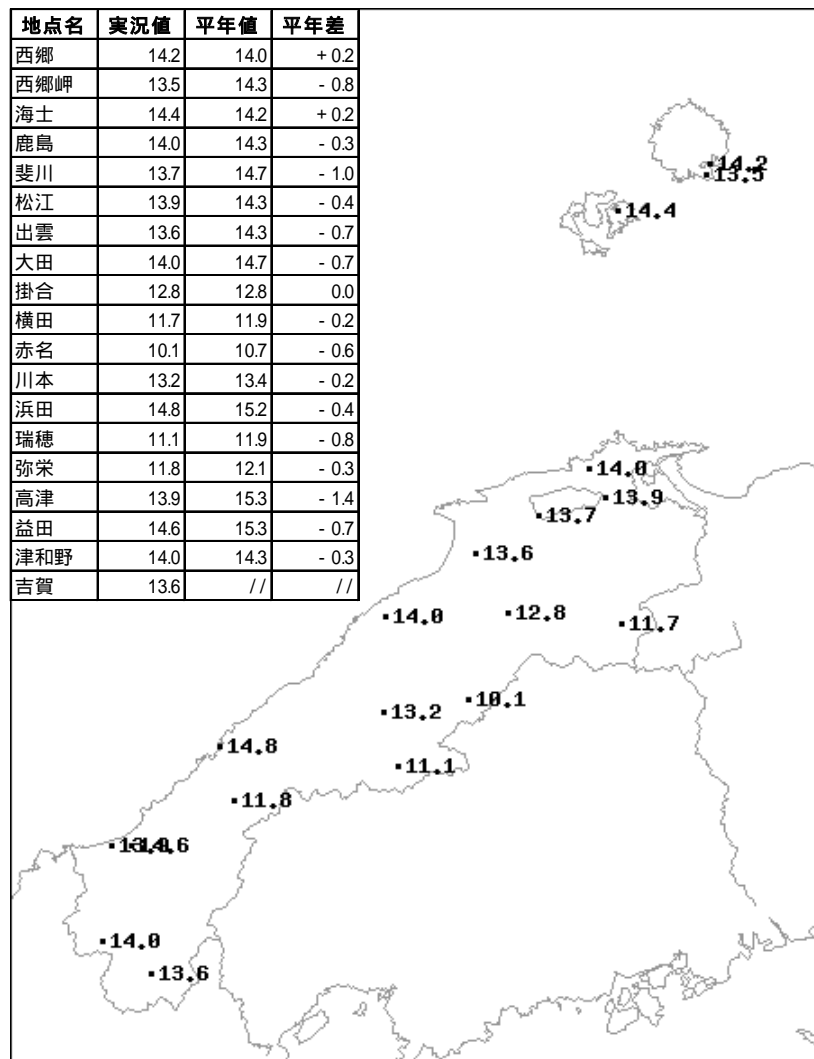 地点名 実況値 平年値 平年差
西郷 14.2 14.0 + 0.2
西郷岬 13.5 14.3 - 0.8
海士 14.4 14.2 + 0.2
鹿島 14.0 14.3 - 0.3
斐川 13.7 14.7 - 1.0
松江 13.9 14.3 - 0.4
出雲 13.6 14.3 - 0.7
大田 14.0 14.7 - 0.7
掛合 12.8 12.8 0.0
横田 11.7 11.9 - 0.2
赤名 10.1 10.7 - 0.6
川本 13.2 13.4 - 0.2
浜田 14.8 15.2 - 0.4
瑞穂 11.1 11.9 - 0.8
弥栄 11.8 12.1 - 0.3
高津 13.9 15.3 - 1.4
益田 14.6 15.3 - 0.7
津和野 14.0 14.3 - 0.3
吉賀 13.6 // //
14.2
13.5
14.4
14.0
13.9
13.7
13.6
14.0
12.8
11.7
10.1
13.2
14.8
11.1
11.8
14.6
14.0
13.6